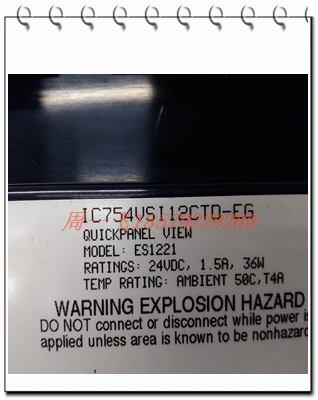 IC754VSI12CTD-EG
QUICKPANEL VIEW
MODEL: ES1221
RATINGS: 24VDC, 1.5A, 36W
TEMP RATING: AMBIENT 50C,T4A
WARNING EXPLOSION HAZARD
DO NOT connect or disconnect while power is
applied unless area is known to be nonhazard